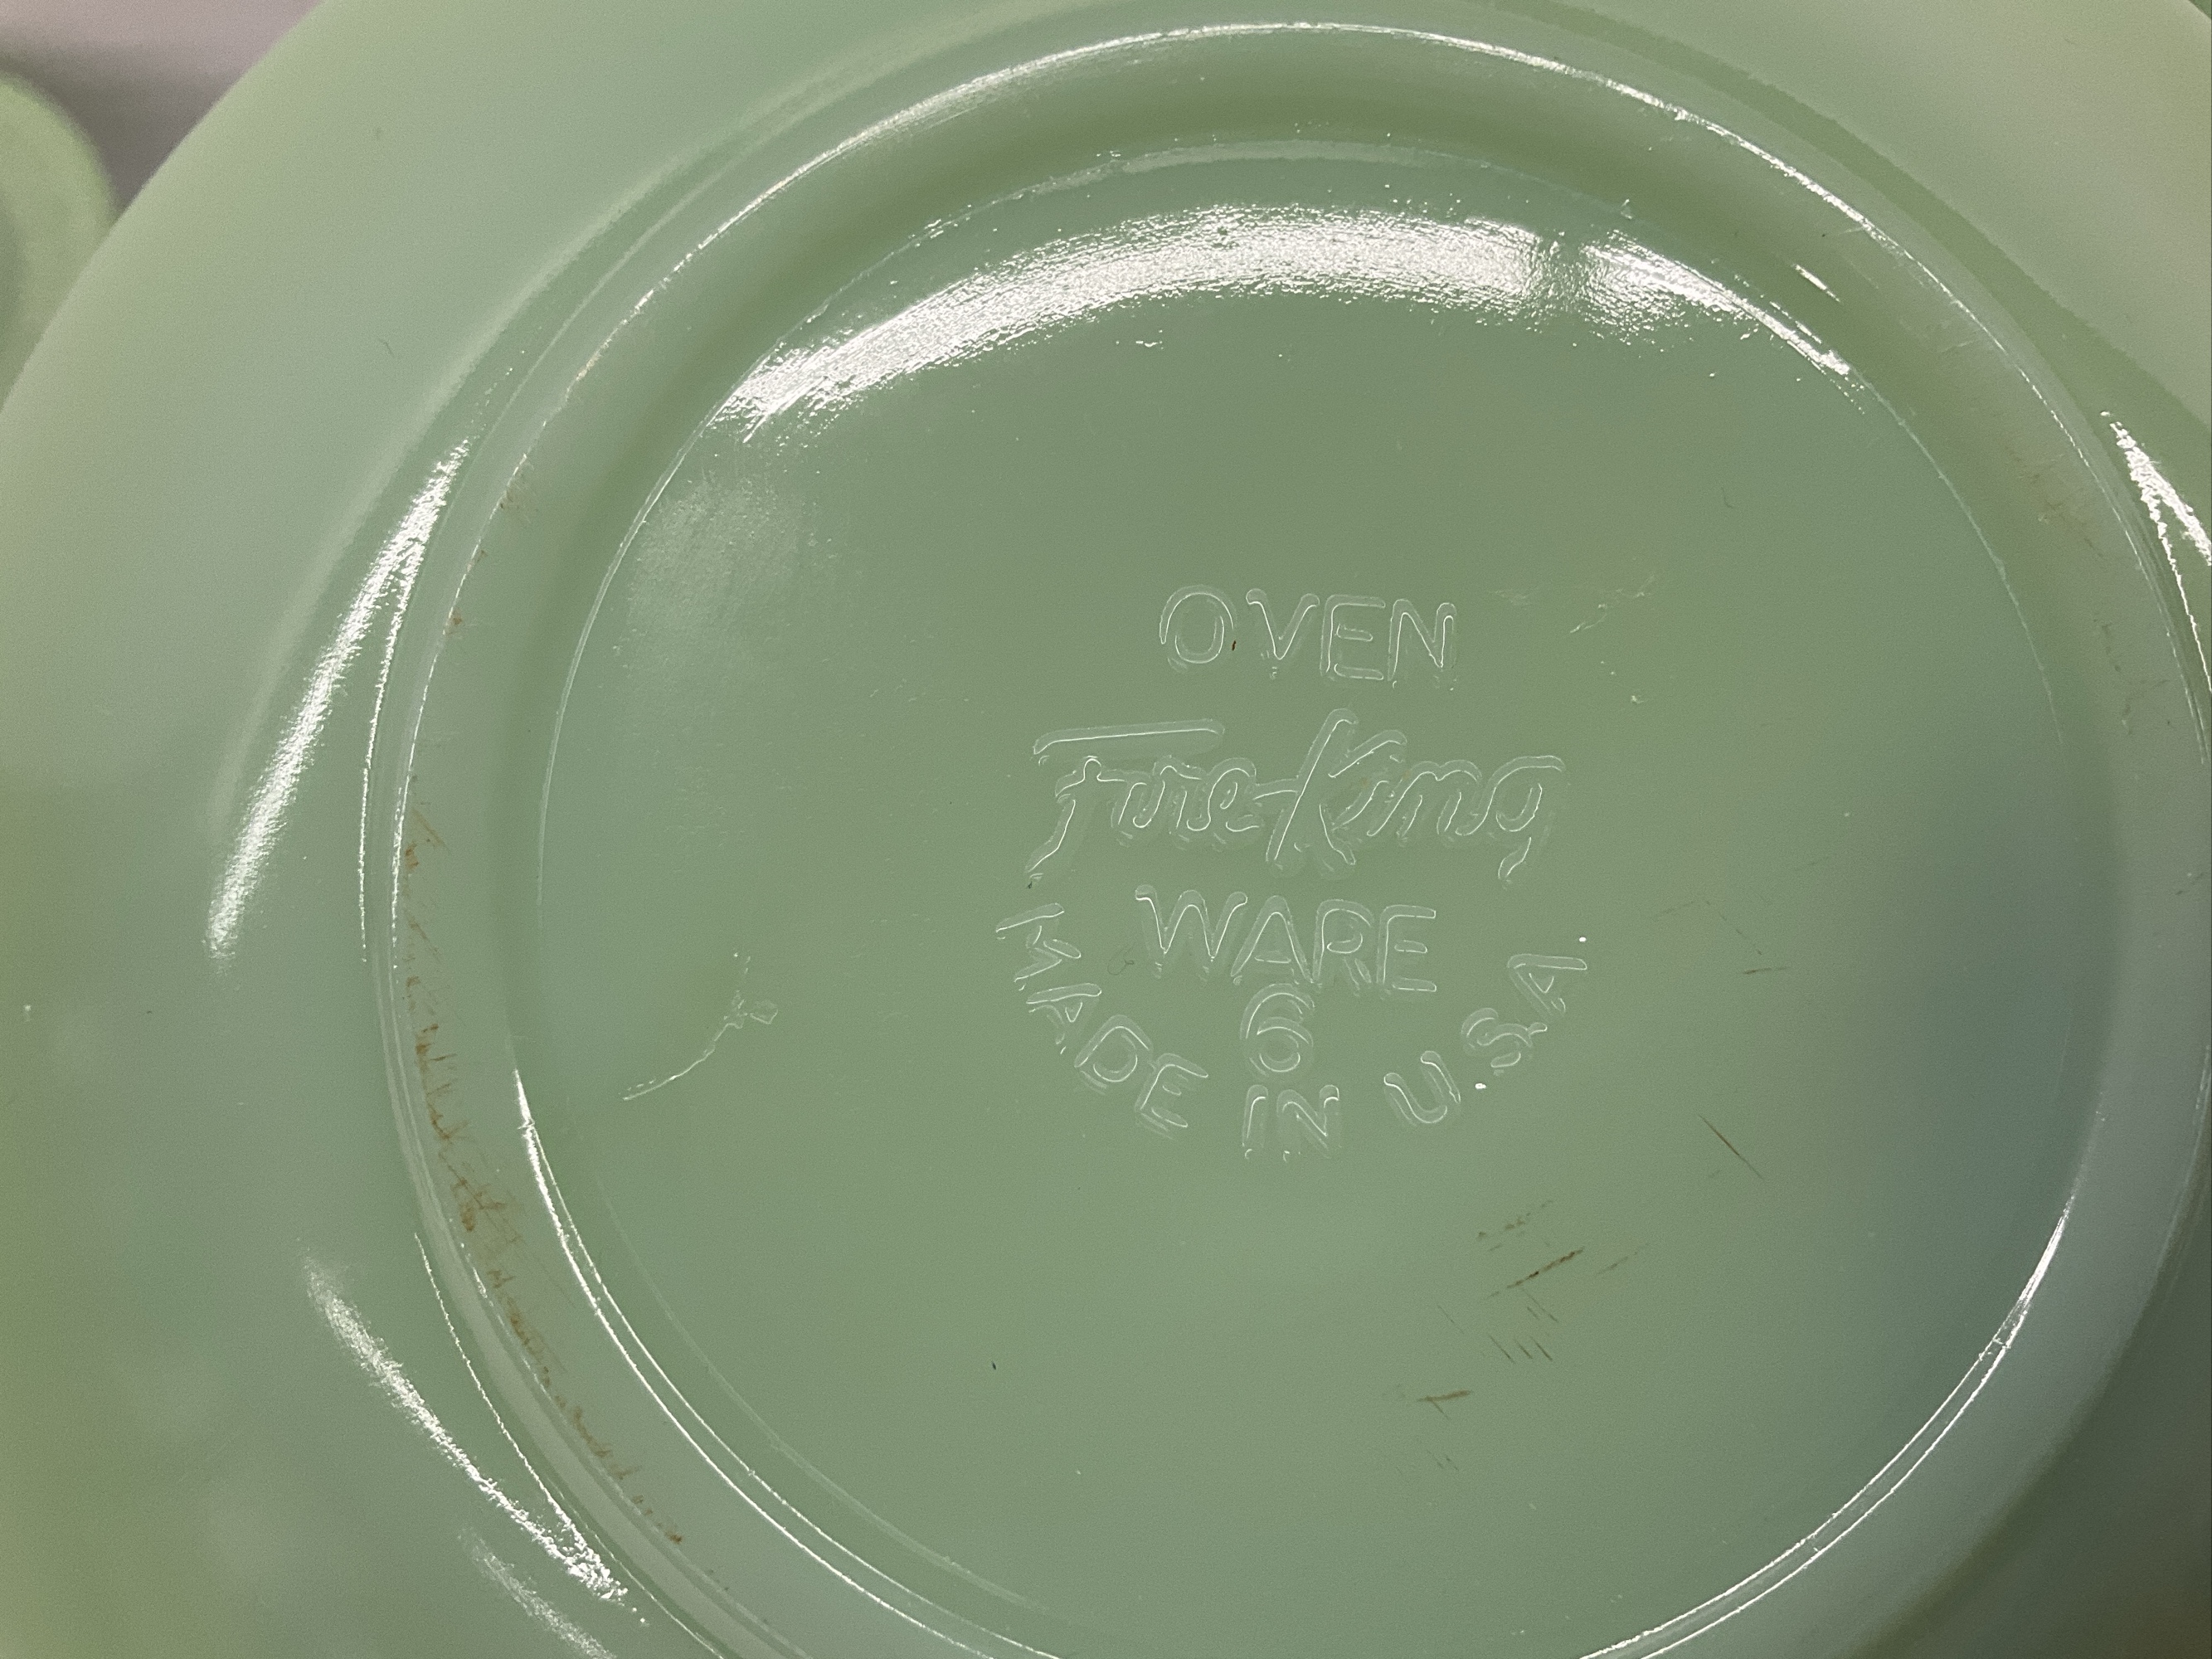 OVEN
Fire-King
WARE
6
MADE IN U.S.A